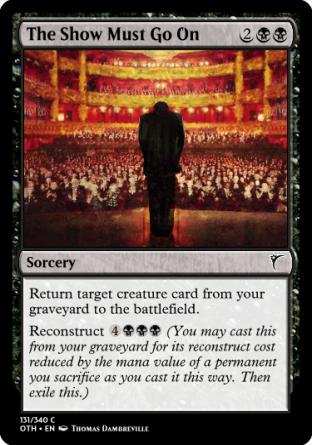 The Show Must Go On 2
Sorcery
Return target creature card from your
graveyard to the battlefield.
Reconstruct 4 (You may cast this
from your graveyard for its reconstruct cost
reduced by the mana value of a permanent
you sacrifice as you cast it this way. Then
exile this.)
131/340 C
OTH • EN Thomas Dambreville